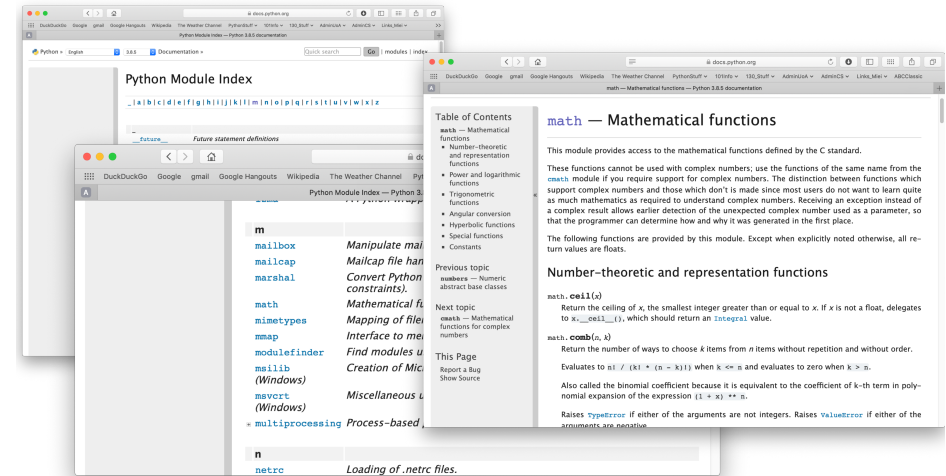 docs.python.org
DuckDuckGo Google gmail Google Hangouts Wikipedia The Weather Channel PythonStuff 101Info 130_Stuff AdminUoA AdminCS Links_Misc >>
Python Module Index — Python 3.8.5 documentation
Python » English 3.8.5 Documentation » Quick search Go | modules | index
Python Module Index
_ | a | b | c | d | e | f | g | h | i | j | k | l | m | n | o | p | q | r | s | t | u | v | w | x | z
__future__ Future statement definitions
DuckDuckGo Google gmail Google Hangouts Wikipedia The Weather Channel
Python Module Index — Python 3.
m
mailbox Manipulate
mailcap Mailcap file
marshal Convert Python
constraints).
math Mathematical
mimetypes Mapping of
mmap Interface to
modulefinder Find modules
msilib Creation of
(Windows)
msvcrt Miscellaneous
(Windows)
multiprocessing Process-based
n
netrc Loading of .netrc files.
docs.python.org
DuckDuckGo Google gmail Google Hangouts Wikipedia The Weather Channel PythonStuff 101Info 130_Stuff AdminUoA AdminCS Links_Misc ABCClassic
math — Mathematical functions — Python 3.8.5 documentation
Table of Contents
math — Mathematical
functions
Number-theoretic
and representation
functions
Power and logarithmic
functions
Trigonometric
functions
Angular conversion
Hyperbolic functions
Special functions
Constants
Previous topic
numbers — Numeric
abstract base classes
Next topic
cmath — Mathematical
functions for complex
numbers
This Page
Report a Bug
Show Source
math — Mathematical functions
This module provides access to the mathematical functions defined by the C standard.
These functions cannot be used with complex numbers; use the functions of the same name from the
cmath module if you require support for complex numbers. The distinction between functions which
support complex numbers and those which don't is made since most users do not want to learn quite
as much mathematics as required to understand complex numbers. Receiving an exception instead of
a complex result allows earlier detection of the unexpected complex number used as a parameter, so
that the programmer can determine how and why it was generated in the first place.
The following functions are provided by this module. Except when explicitly noted otherwise, all re-
turn values are floats.
Number-theoretic and representation functions
math.ceil(x)
Return the ceiling of x, the smallest integer greater than or equal to x. If x is not a float, delegates
to x.__ceil__(), which should return an Integral value.
math.comb(n, k)
Return the number of ways to choose k items from n items without repetition and without order.
Evaluates to n! / (k! * (n - k)!) when k <= n and evaluates to zero when k > n.
Also called the binomial coefficient because it is equivalent to the coefficient of k-th term in poly-
nomial expansion of the expression (1 + x) ** n.
Raises TypeError if either of the arguments are not integers. Raises ValueError if either of the
arguments are negative.